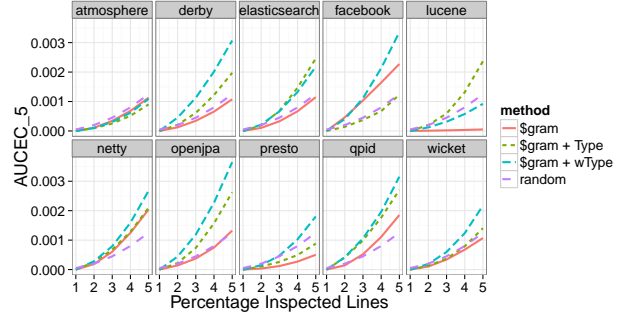 atmosphere derby elasticsearch facebook lucene
0.003
0.002
0.001
0.000
netty openjpa presto qpid wicket
0.003
0.002
0.001
0.000
1 2 3 4 5 1 2 3 4 5 1 2 3 4 5 1 2 3 4 5 1 2 3 4 5
Percentage Inspected Lines
AUCEC_5
method
$gram
$gram + Type
$gram + wType
random